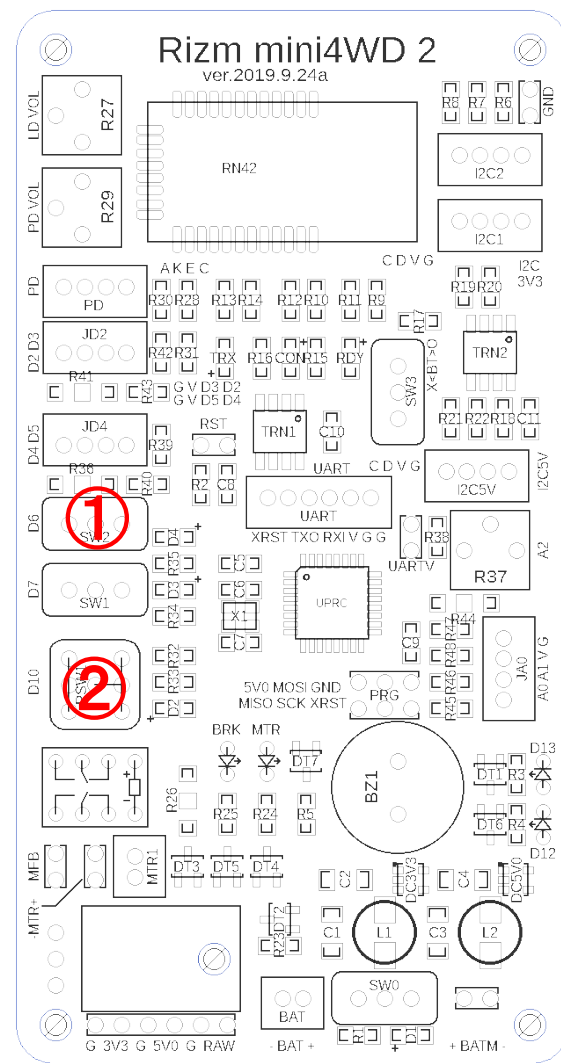 Rizm mini4WD 2
ver.2019.9.24a
LD VOL
R27
RN42
R8 R7 R6 GND
I2C2
PD VOL
R29
I2C1
I2C
3V3
A K E C
C D V G
PD
PD
R30 R28 R13 R14 R12 R10 R11 R9
R19 R20
R17
D2 D3
JD2
R42 R31 TRX R16 CON R15 RDY
SW3
X<BT>O
TRN2
R41 R43
G V D3 D2
G V D5 D4
D4 D5
JD4
R39
RST
TRN1
C10
R21 R22 R18 C11
R36 R40
R2 C8
UART
C D V G
I2C5V
I2C5V
D6
①
SW2
D4
UART
XRST TXO RXI V G G
UARTV
R38
R37
A2
R35
C5
D7
SW1
D3
C6
R34
X1
UPRC
R44
C7
C9
R47
R48
JA0
A0 A1 V G
D10
②
R32
R33
R46
R45
D2
5V0 MOSI GND
MISO SCK XRST
PRG
BRK MTR
DT7
BZ1
DT1 R3 D13
R26
R25 R24 R5
DT6 R4 D12
MFB
-MTR+
MTR1
DT3 DT5 DT4
C2
DC3V3
C4
DC5V0
DT2
R23
C1
L1
C3
L2
BAT
SW0
R1 D1
G 3V3 G 5V0 G RAW
- BAT +
+ BATM -